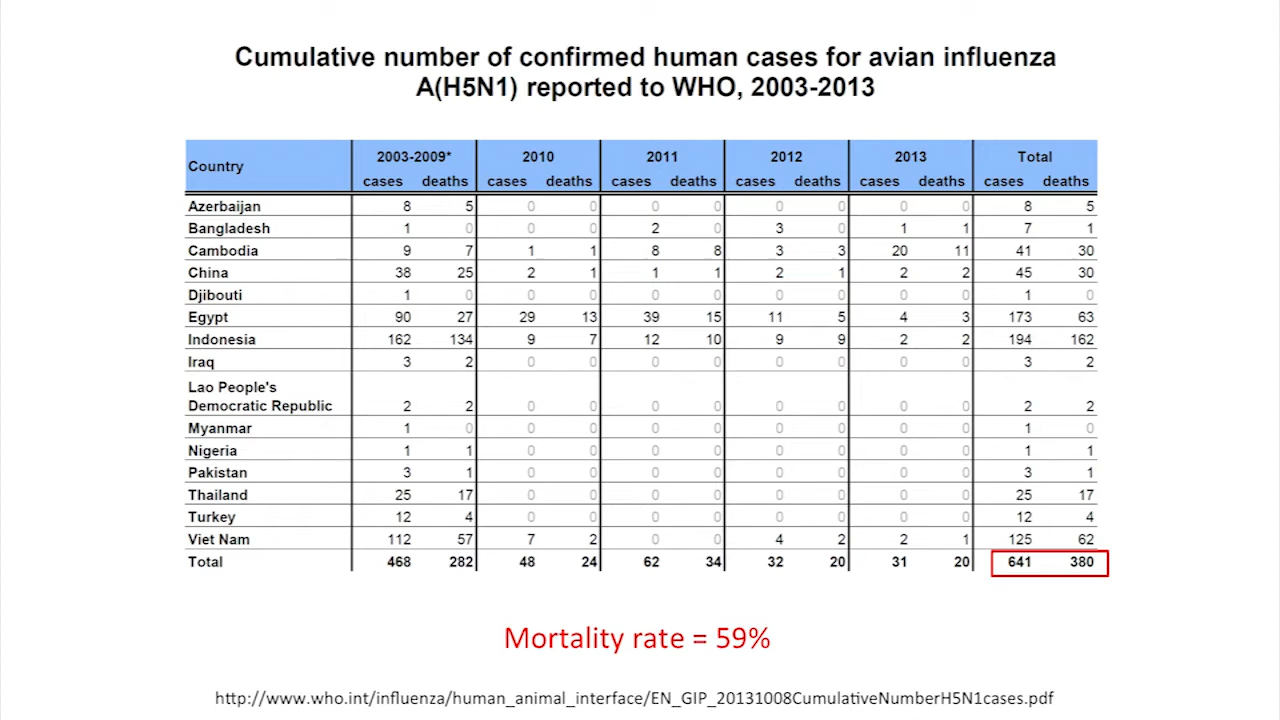 Cumulative number of confirmed human cases for avian influenza
A(H5N1) reported to WHO, 2003-2013
Country 2003-2009* 2010 2011 2012 2013 Total
cases deaths cases deaths cases deaths cases deaths cases deaths cases deaths
Azerbaijan 8 5 0 0 0 0 0 0 0 0 8 5
Bangladesh 1 0 0 0 2 0 3 0 1 1 7 1
Cambodia 9 7 1 1 8 8 3 3 20 11 41 30
China 38 25 2 1 1 1 2 1 2 2 45 30
Djibouti 1 0 0 0 0 0 0 0 0 0 1 0
Egypt 90 27 29 13 39 15 11 5 4 3 173 63
Indonesia 162 134 9 7 12 10 9 9 2 2 194 162
Iraq 3 2 0 0 0 0 0 0 0 0 3 2
Lao People's
Democratic Republic 2 2 0 0 0 0 0 0 0 0 2 2
Myanmar 1 0 0 0 0 0 0 0 0 0 1 0
Nigeria 1 1 0 0 0 0 0 0 0 0 1 1
Pakistan 3 1 0 0 0 0 0 0 0 0 3 1
Thailand 25 17 0 0 0 0 0 0 0 0 25 17
Turkey 12 4 0 0 0 0 0 0 0 0 12 4
Viet Nam 112 57 7 2 0 0 4 2 2 1 125 62
Total 468 282 48 24 62 34 32 20 31 20 641 380
Mortality rate = 59%
http://www.who.int/influenza/human_animal_interface/EN_GIP_20131008CumulativeNumberH5N1cases.pdf